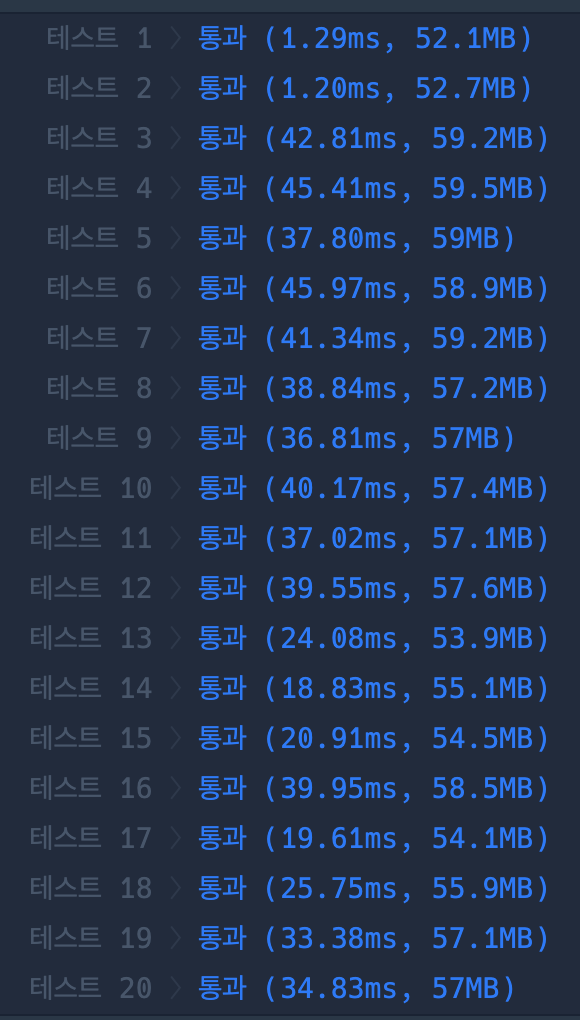 테스트 1 〉 통과 (1.29ms, 52.1MB)
테스트 2 〉 통과 (1.20ms, 52.7MB)
테스트 3 〉 통과 (42.81ms, 59.2MB)
테스트 4 〉 통과 (45.41ms, 59.5MB)
테스트 5 〉 통과 (37.80ms, 59MB)
테스트 6 〉 통과 (45.97ms, 58.9MB)
테스트 7 〉 통과 (41.34ms, 59.2MB)
테스트 8 〉 통과 (38.84ms, 57.2MB)
테스트 9 〉 통과 (36.81ms, 57MB)
테스트 10 〉 통과 (40.17ms, 57.4MB)
테스트 11 〉 통과 (37.02ms, 57.1MB)
테스트 12 〉 통과 (39.55ms, 57.6MB)
테스트 13 〉 통과 (24.08ms, 53.9MB)
테스트 14 〉 통과 (18.83ms, 55.1MB)
테스트 15 〉 통과 (20.91ms, 54.5MB)
테스트 16 〉 통과 (39.95ms, 58.5MB)
테스트 17 〉 통과 (19.61ms, 54.1MB)
테스트 18 〉 통과 (25.75ms, 55.9MB)
테스트 19 〉 통과 (33.38ms, 57.1MB)
테스트 20 〉 통과 (34.83ms, 57MB)